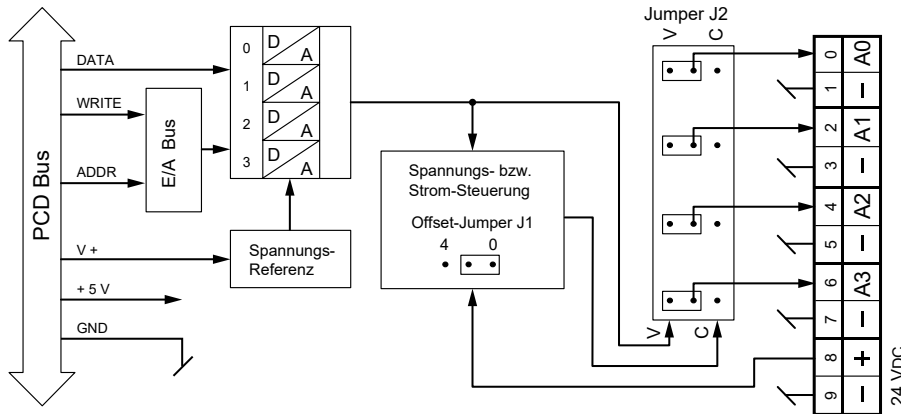 Jumper J2
V C
PCD Bus
DATA
WRITE
ADDR
V +
+ 5 V
GND
E/A Bus
0 D A
1 D A
2 D A
3 D A
Spannungs-
Referenz
Spannungs- bzw.
Strom-Steuerung
Offset-Jumper J1
4 0
V C
0 A0
1 –
2 A1
3 –
4 A2
5 –
6 A3
7 –
8 +
9 –
24 VDC